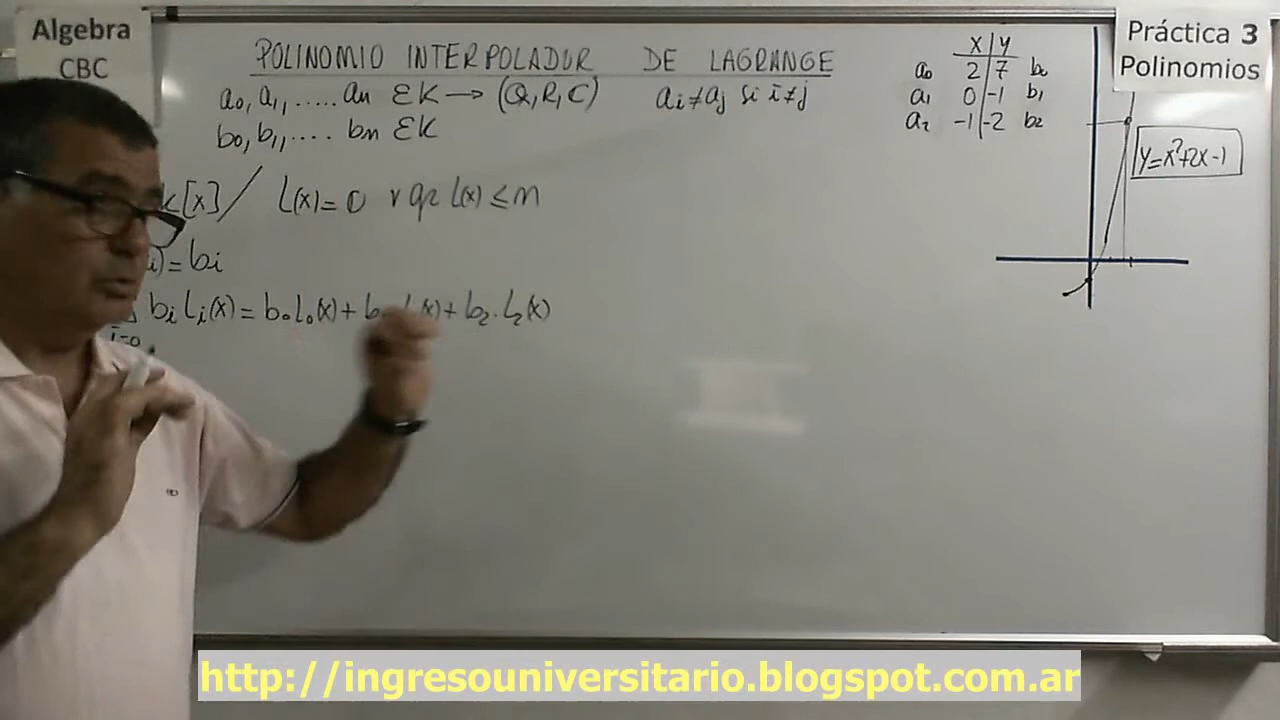 Algebra
CBC
POLINOMIO INTERPOLADOR DE LAGRANGE
a₀, a₁, ..... an ∈ K → (Q, R, C) ai ≠ aj si i ≠ j
b₀, b₁, .... bn ∈ K
K[x] / L(x) = 0 v gr L(x) ≤ n
i) = bi
bi Li(x) = b₀ L₀(x) + b (x) + b₂ . L₂(x)
i=0
x | y
a₀ 2 | 7 b₀
a₁ 0 | -1 b₁
a₂ -1 | -2 b₂
Práctica 3
Polinomios
y = x² + 2x - 1
http://ingresouniversitario.blogspot.com.ar